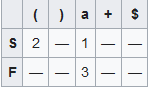 ( ) a + $
S 2 — 1 — —
F — — 3 — —